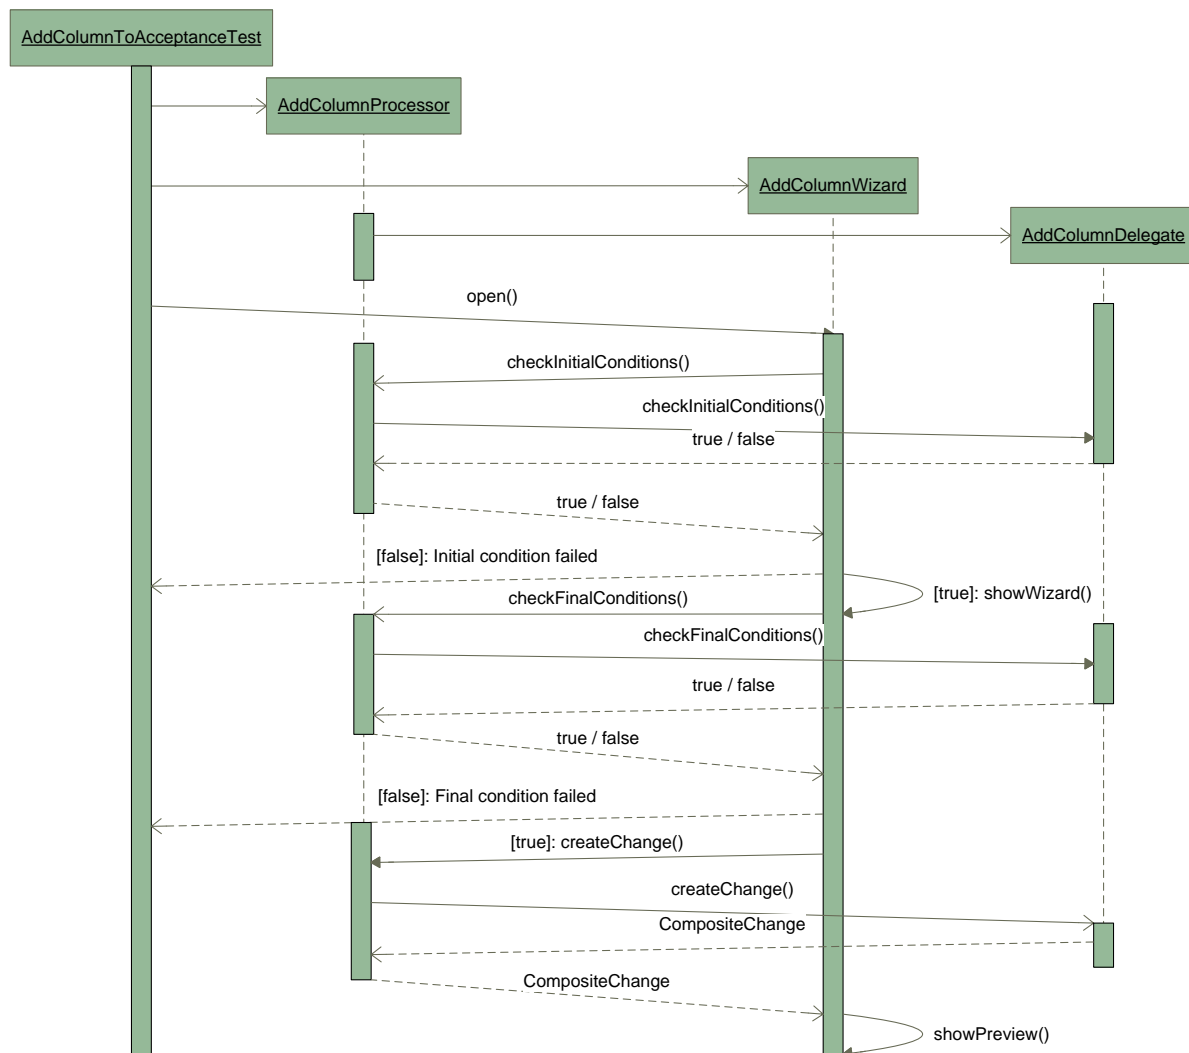 AddColumnToAcceptanceTest
AddColumnProcessor
AddColumnWizard
AddColumnDelegate
open()
checkInitialConditions()
checkInitialConditions()
true / false
true / false
[false]: Initial condition failed
[true]: showWizard()
checkFinalConditions()
checkFinalConditions()
true / false
true / false
[false]: Final condition failed
[true]: createChange()
createChange()
CompositeChange
CompositeChange
showPreview()